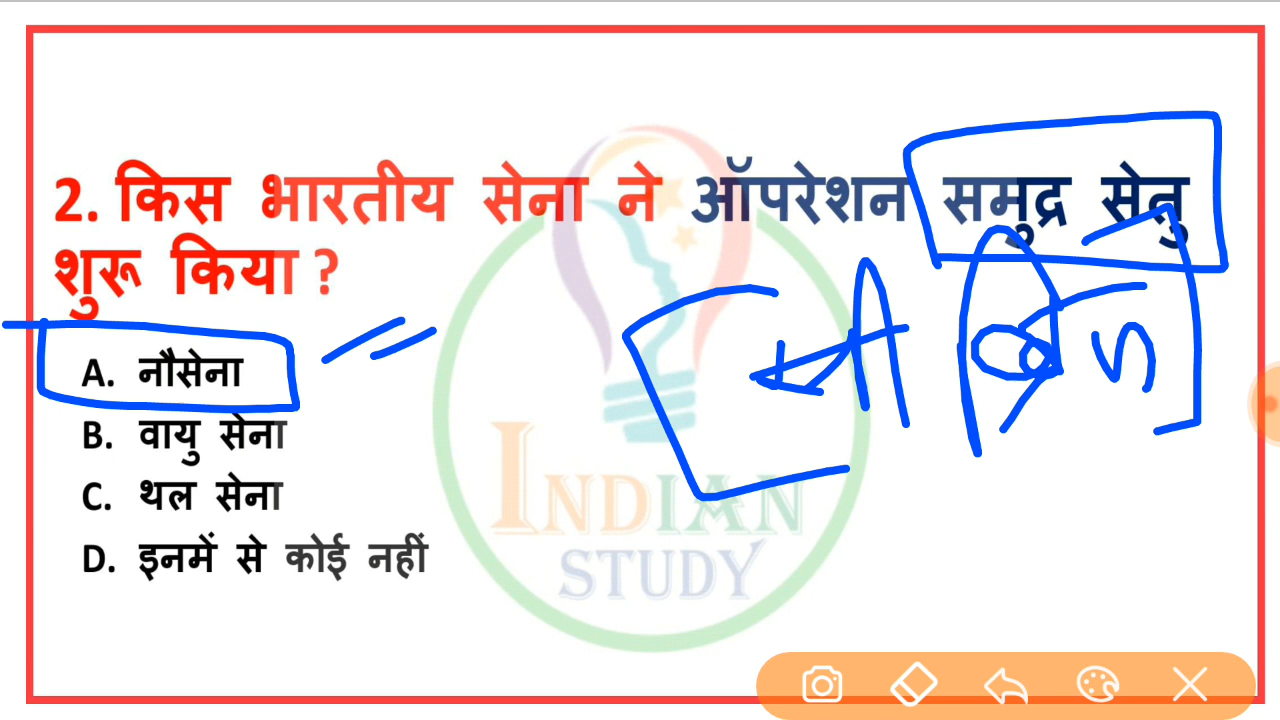 2. किस भारतीय सेना ने ऑपरेशन समुद्र सेतु
शुरू किया ?
A. नौसेना
B. वायु सेना
C. थल सेना
D. इनमें से कोई नहीं
INDIAN
STUDY